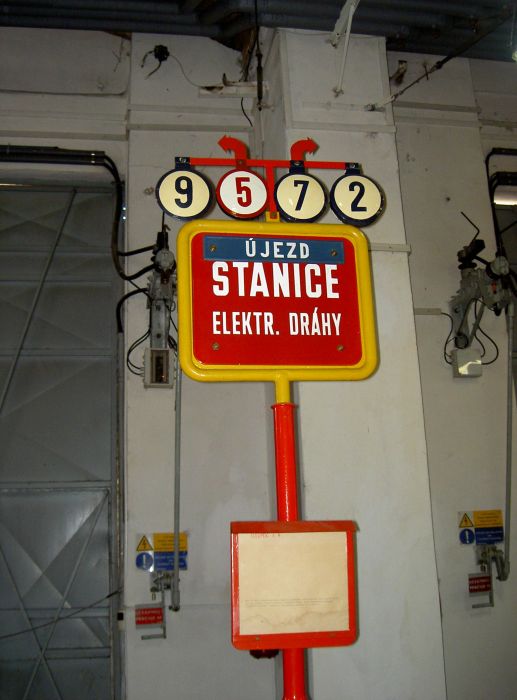 9 5 7 2
ÚJEZD
STANICE
ELEKTR. DRÁHY